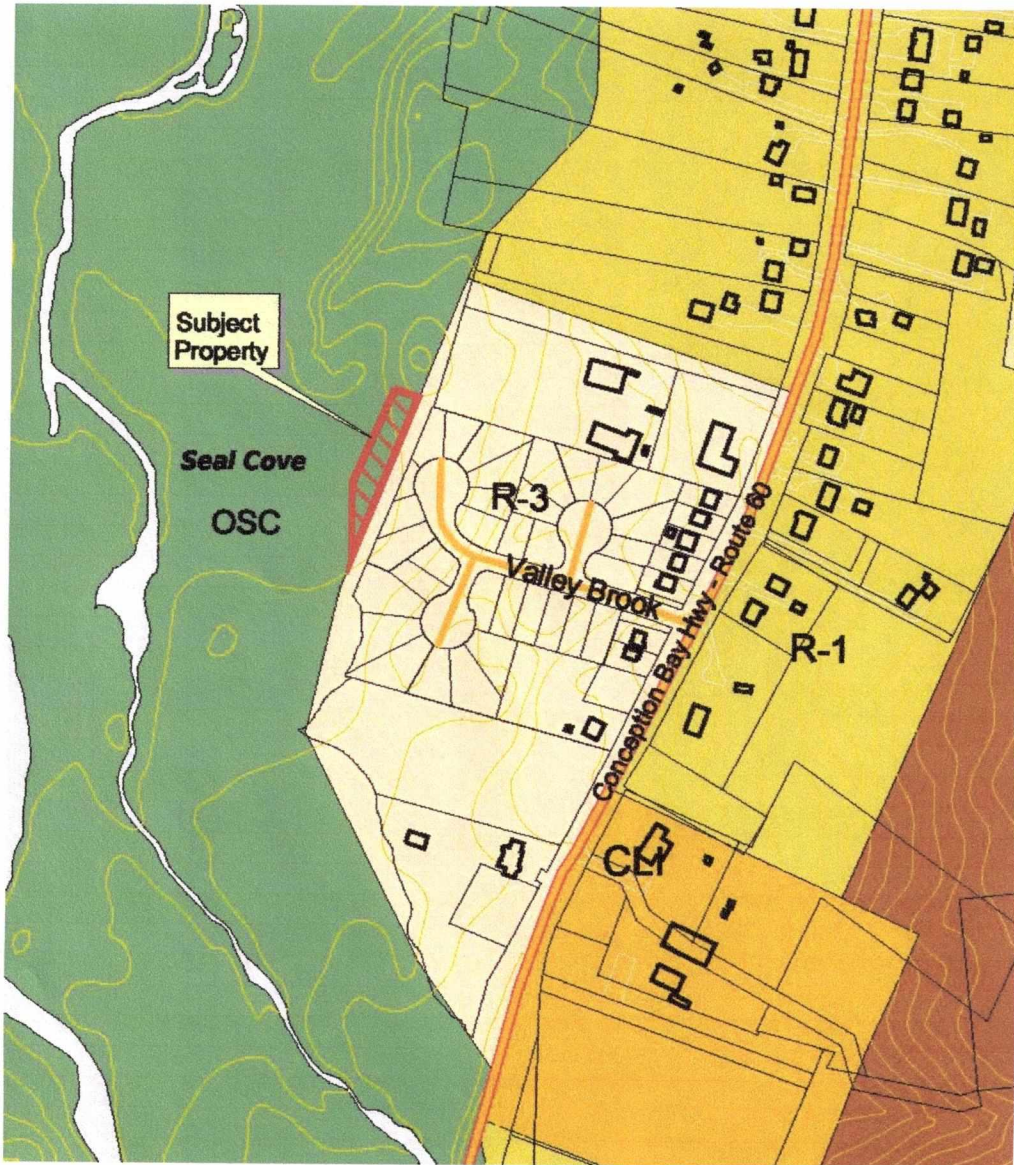 Subject
Property
Seal Cove
OSC
R-3
Valley Brook
Conception Bay Hwy - Route 60
R-1
CLI